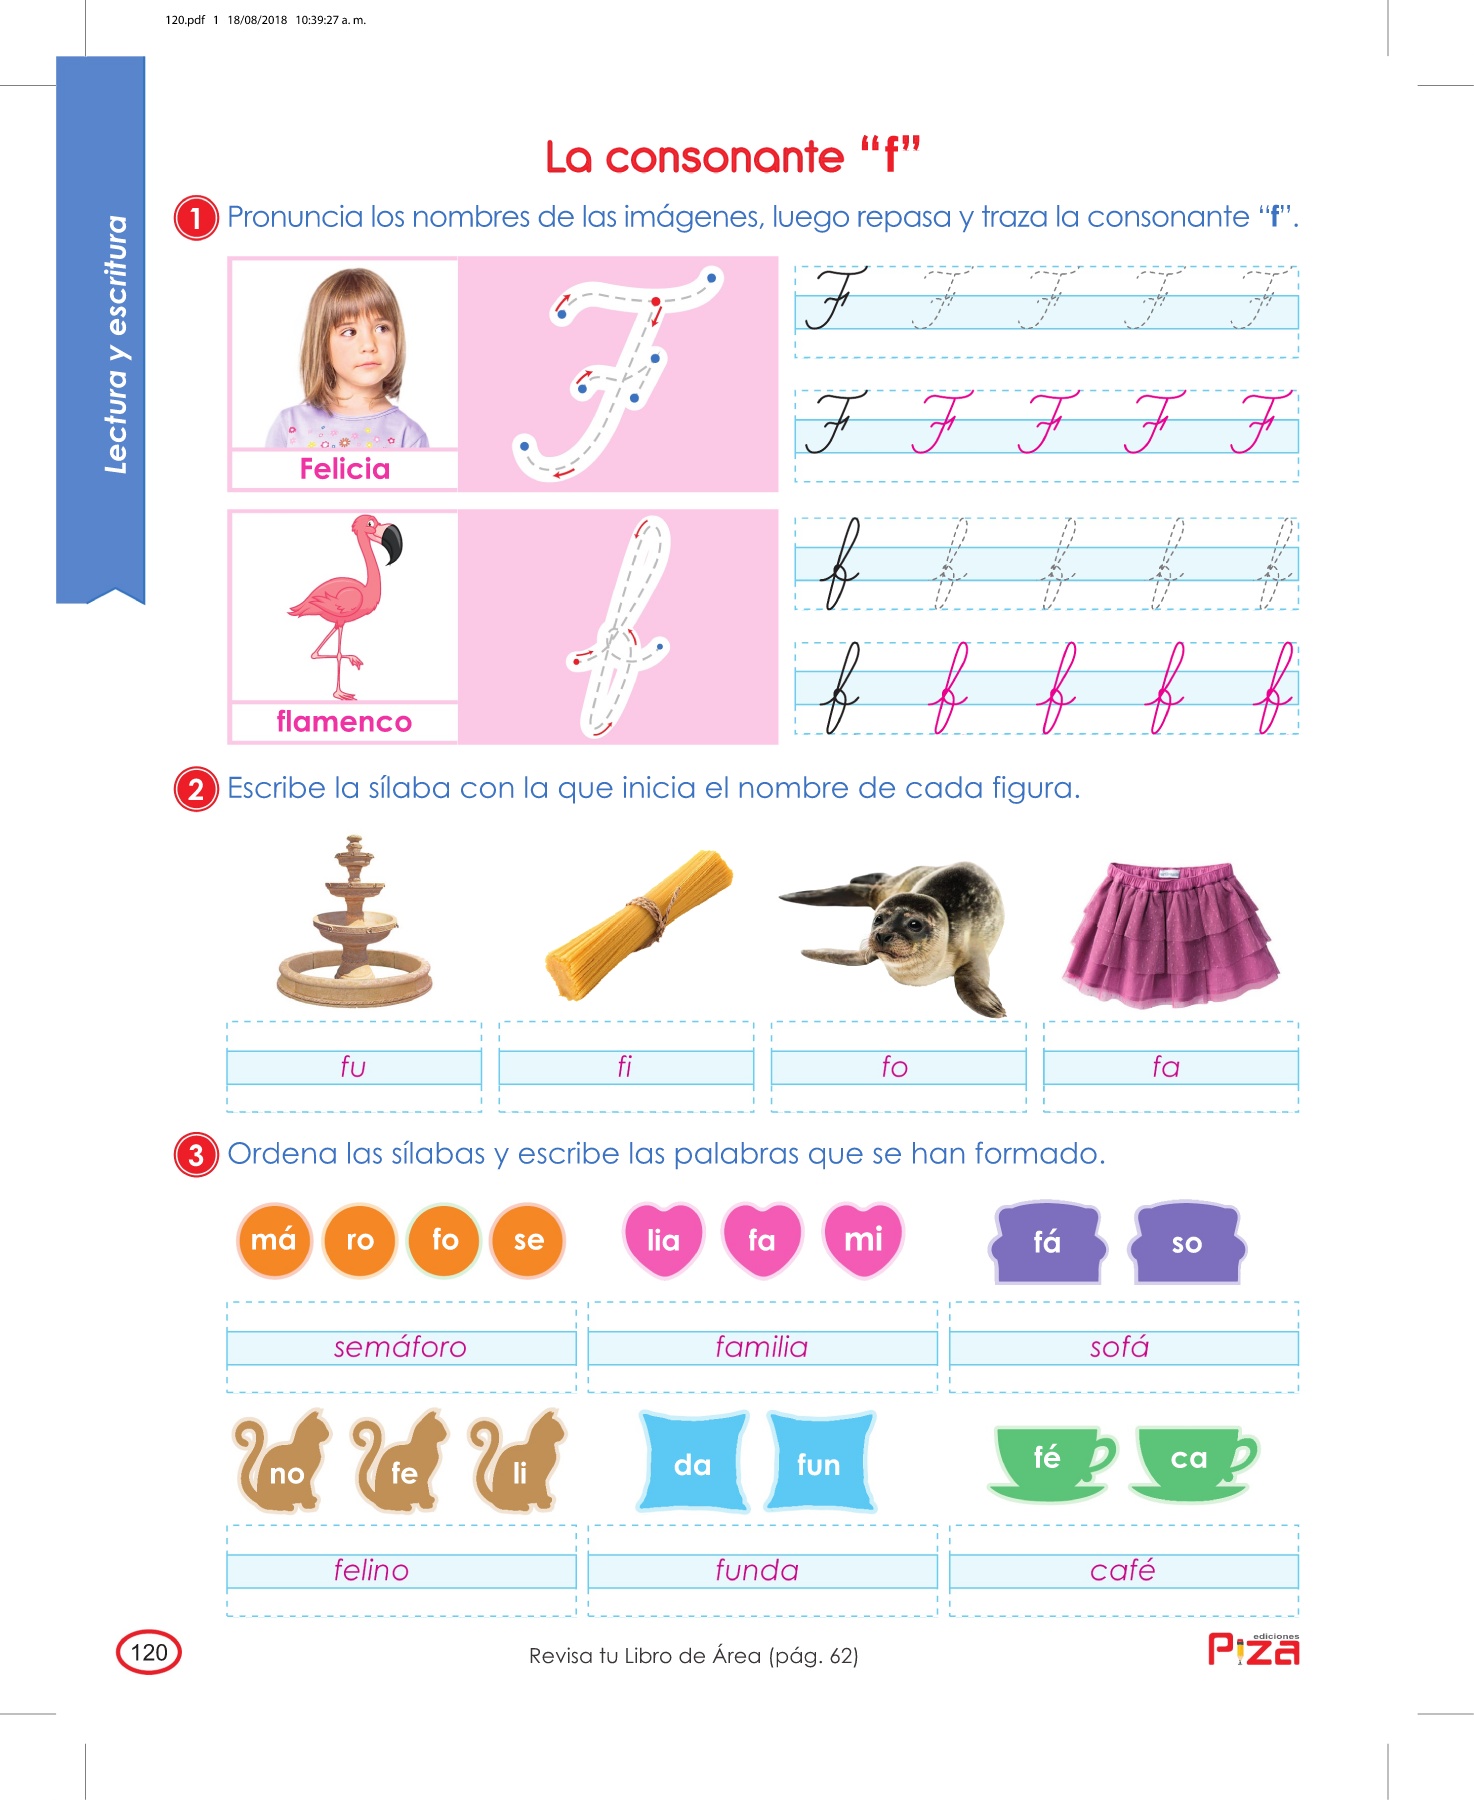 120.pdf 1 18/08/2018 10:39:27 a. m.
Lectura y escritura
La consonante “f”
1 Pronuncia los nombres de las imágenes, luego repasa y traza la consonante “f”.
F F F F F F
Felicia
F F F F F
f f f f f f
flamenco
f f f f f
2 Escribe la sílaba con la que inicia el nombre de cada figura.
fu fi fo fa
3 Ordena las sílabas y escribe las palabras que se han formado.
má ro fo se lia fa mi fá so
semáforo familia sofá
no fe li da fun fé ca
felino funda café
120
Revisa tu Libro de Área (pág. 62)
ediciones
Piza